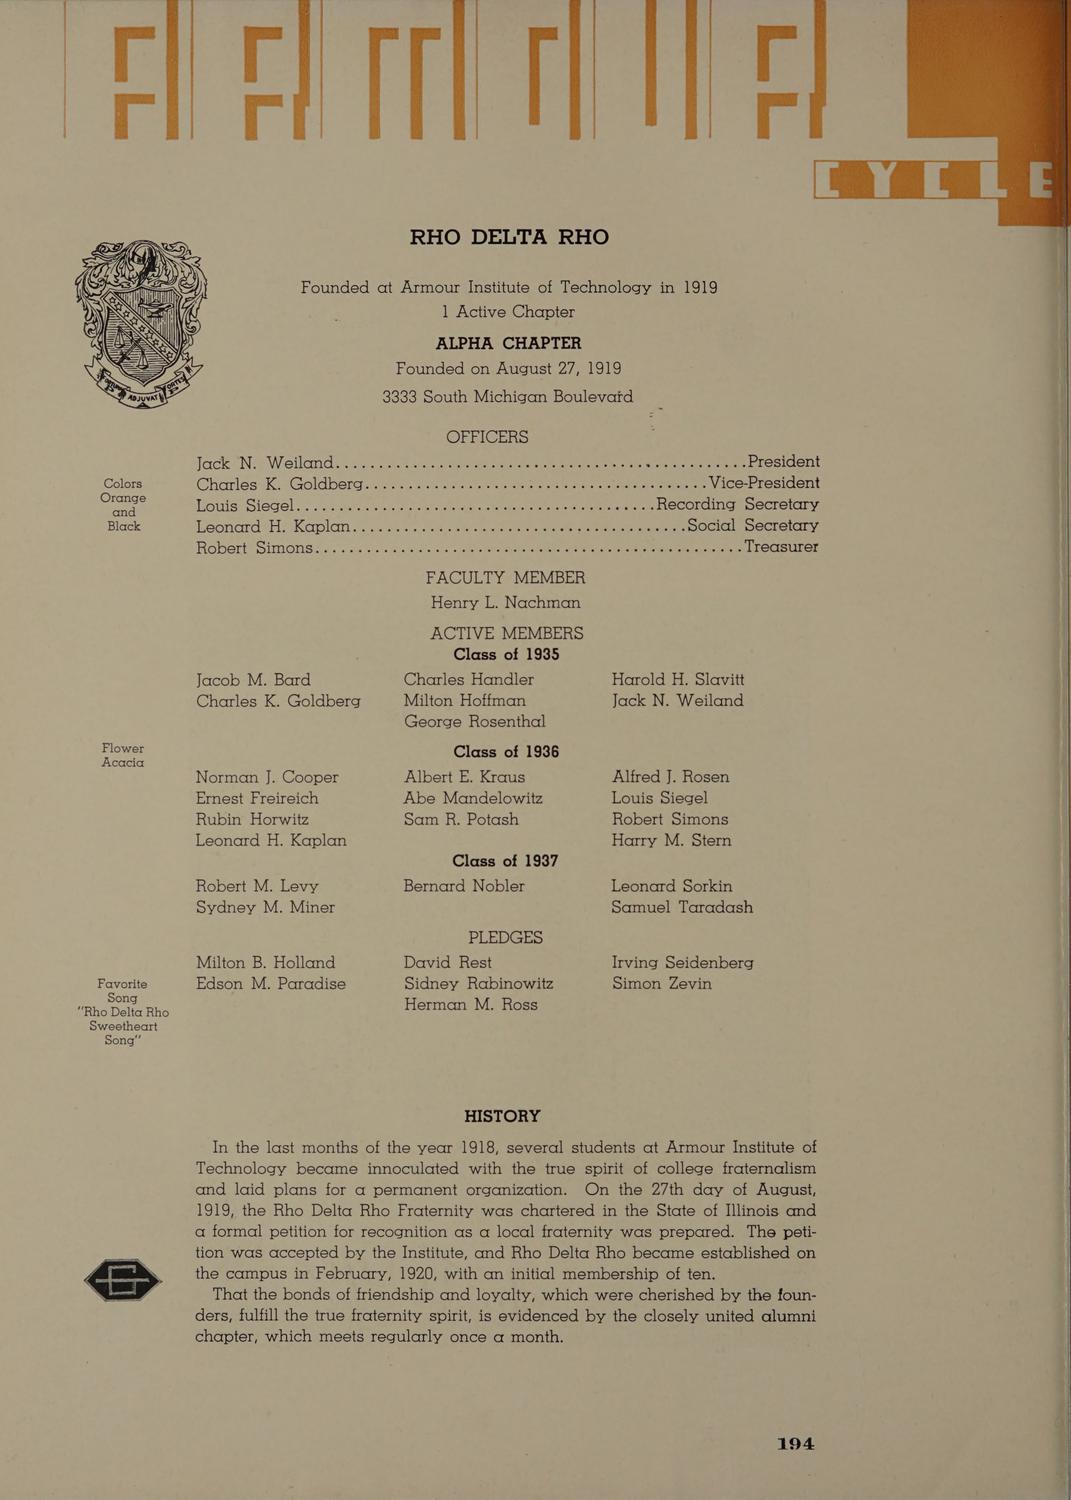 ARMOUR
CYCLE
RHO DELTA RHO
Founded at Armour Institute of Technology in 1919
1 Active Chapter
ALPHA CHAPTER
Founded on August 27, 1919
3333 South Michigan Boulevard
ADJUVAT
OFFICERS
Jack N. Weiland President
Charles K. Goldberg Vice-President
Louis Siegel Recording Secretary
Leonard H. Kaplan Social Secretary
Robert Simons Treasurer
Colors
Orange
and
Black
FACULTY MEMBER
Henry L. Nachman
ACTIVE MEMBERS
Class of 1935
Jacob M. Bard Charles Handler Harold H. Slavitt
Charles K. Goldberg Milton Hoffman Jack N. Weiland
George Rosenthal
Flower
Acacia
Class of 1936
Norman J. Cooper Albert E. Kraus Alfred J. Rosen
Ernest Freireich Abe Mandelowitz Louis Siegel
Rubin Horwitz Sam R. Potash Robert Simons
Leonard H. Kaplan Harry M. Stern
Class of 1937
Robert M. Levy Bernard Nobler Leonard Sorkin
Sydney M. Miner Samuel Taradash
PLEDGES
Milton B. Holland David Rest Irving Seidenberg
Edson M. Paradise Sidney Rabinowitz Simon Zevin
Herman M. Ross
Favorite
Song
"Rho Delta Rho
Sweetheart
Song"
HISTORY
In the last months of the year 1918, several students at Armour Institute of
Technology became innoculated with the true spirit of college fraternalism
and laid plans for a permanent organization. On the 27th day of August,
1919, the Rho Delta Rho Fraternity was chartered in the State of Illinois and
a formal petition for recognition as a local fraternity was prepared. The peti-
tion was accepted by the Institute, and Rho Delta Rho became established on
the campus in February, 1920, with an initial membership of ten.
That the bonds of friendship and loyalty, which were cherished by the foun-
ders, fulfill the true fraternity spirit, is evidenced by the closely united alumni
chapter, which meets regularly once a month.
194